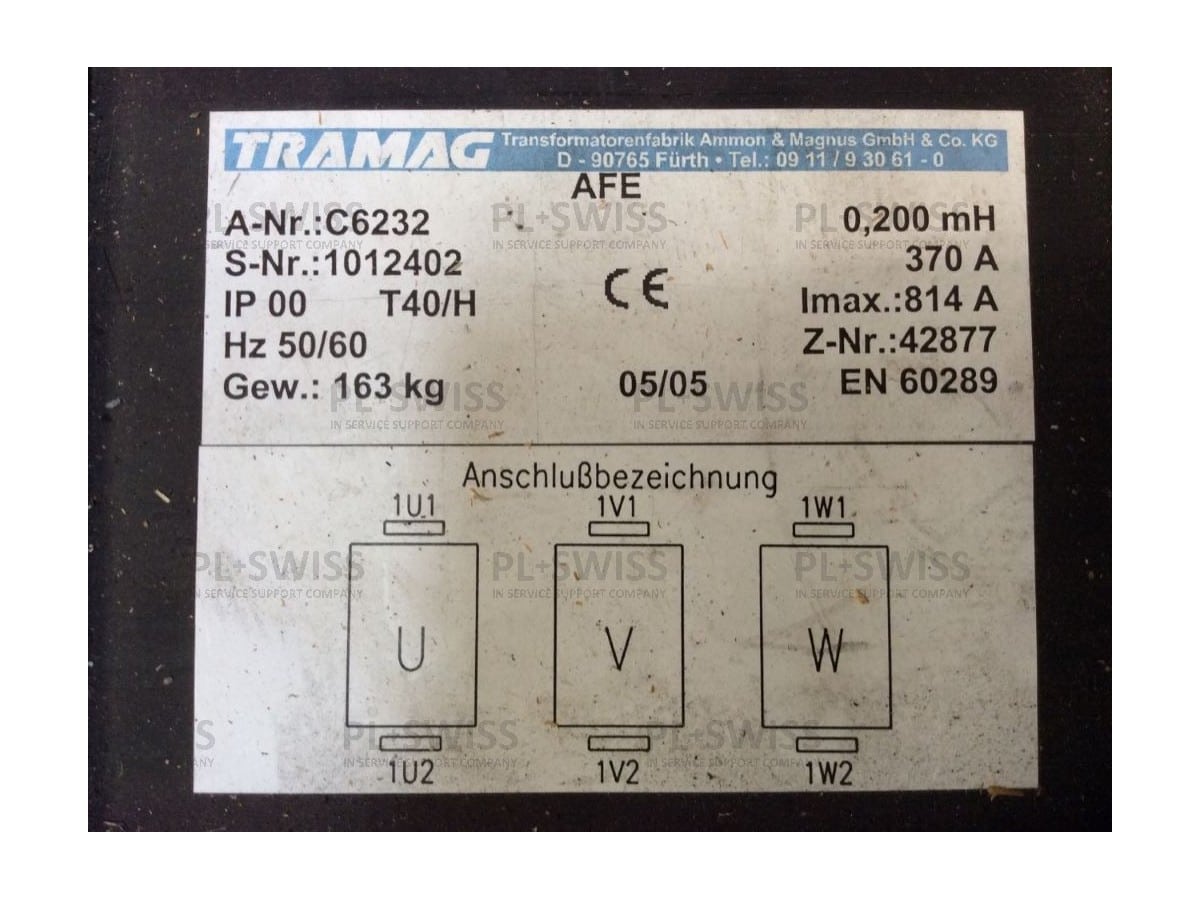 TRAMAG Transformatorenfabrik Ammon & Magnus GmbH & Co. KG
D - 90765 Fürth • Tel.: 09 11 / 9 30 61 - 0
AFE
A-Nr.:C6232 0,200 mH
S-Nr.:1012402 370 A
IP 00 T40/H CE Imax.:814 A
Hz 50/60 Z-Nr.:42877
Gew.: 163 kg 05/05 EN 60289
Anschlußbezeichnung
1U1 1V1 1W1
U V W
1U2 1V2 1W2
PL+SWISS
IN SERVICE SUPPORT COMPANY